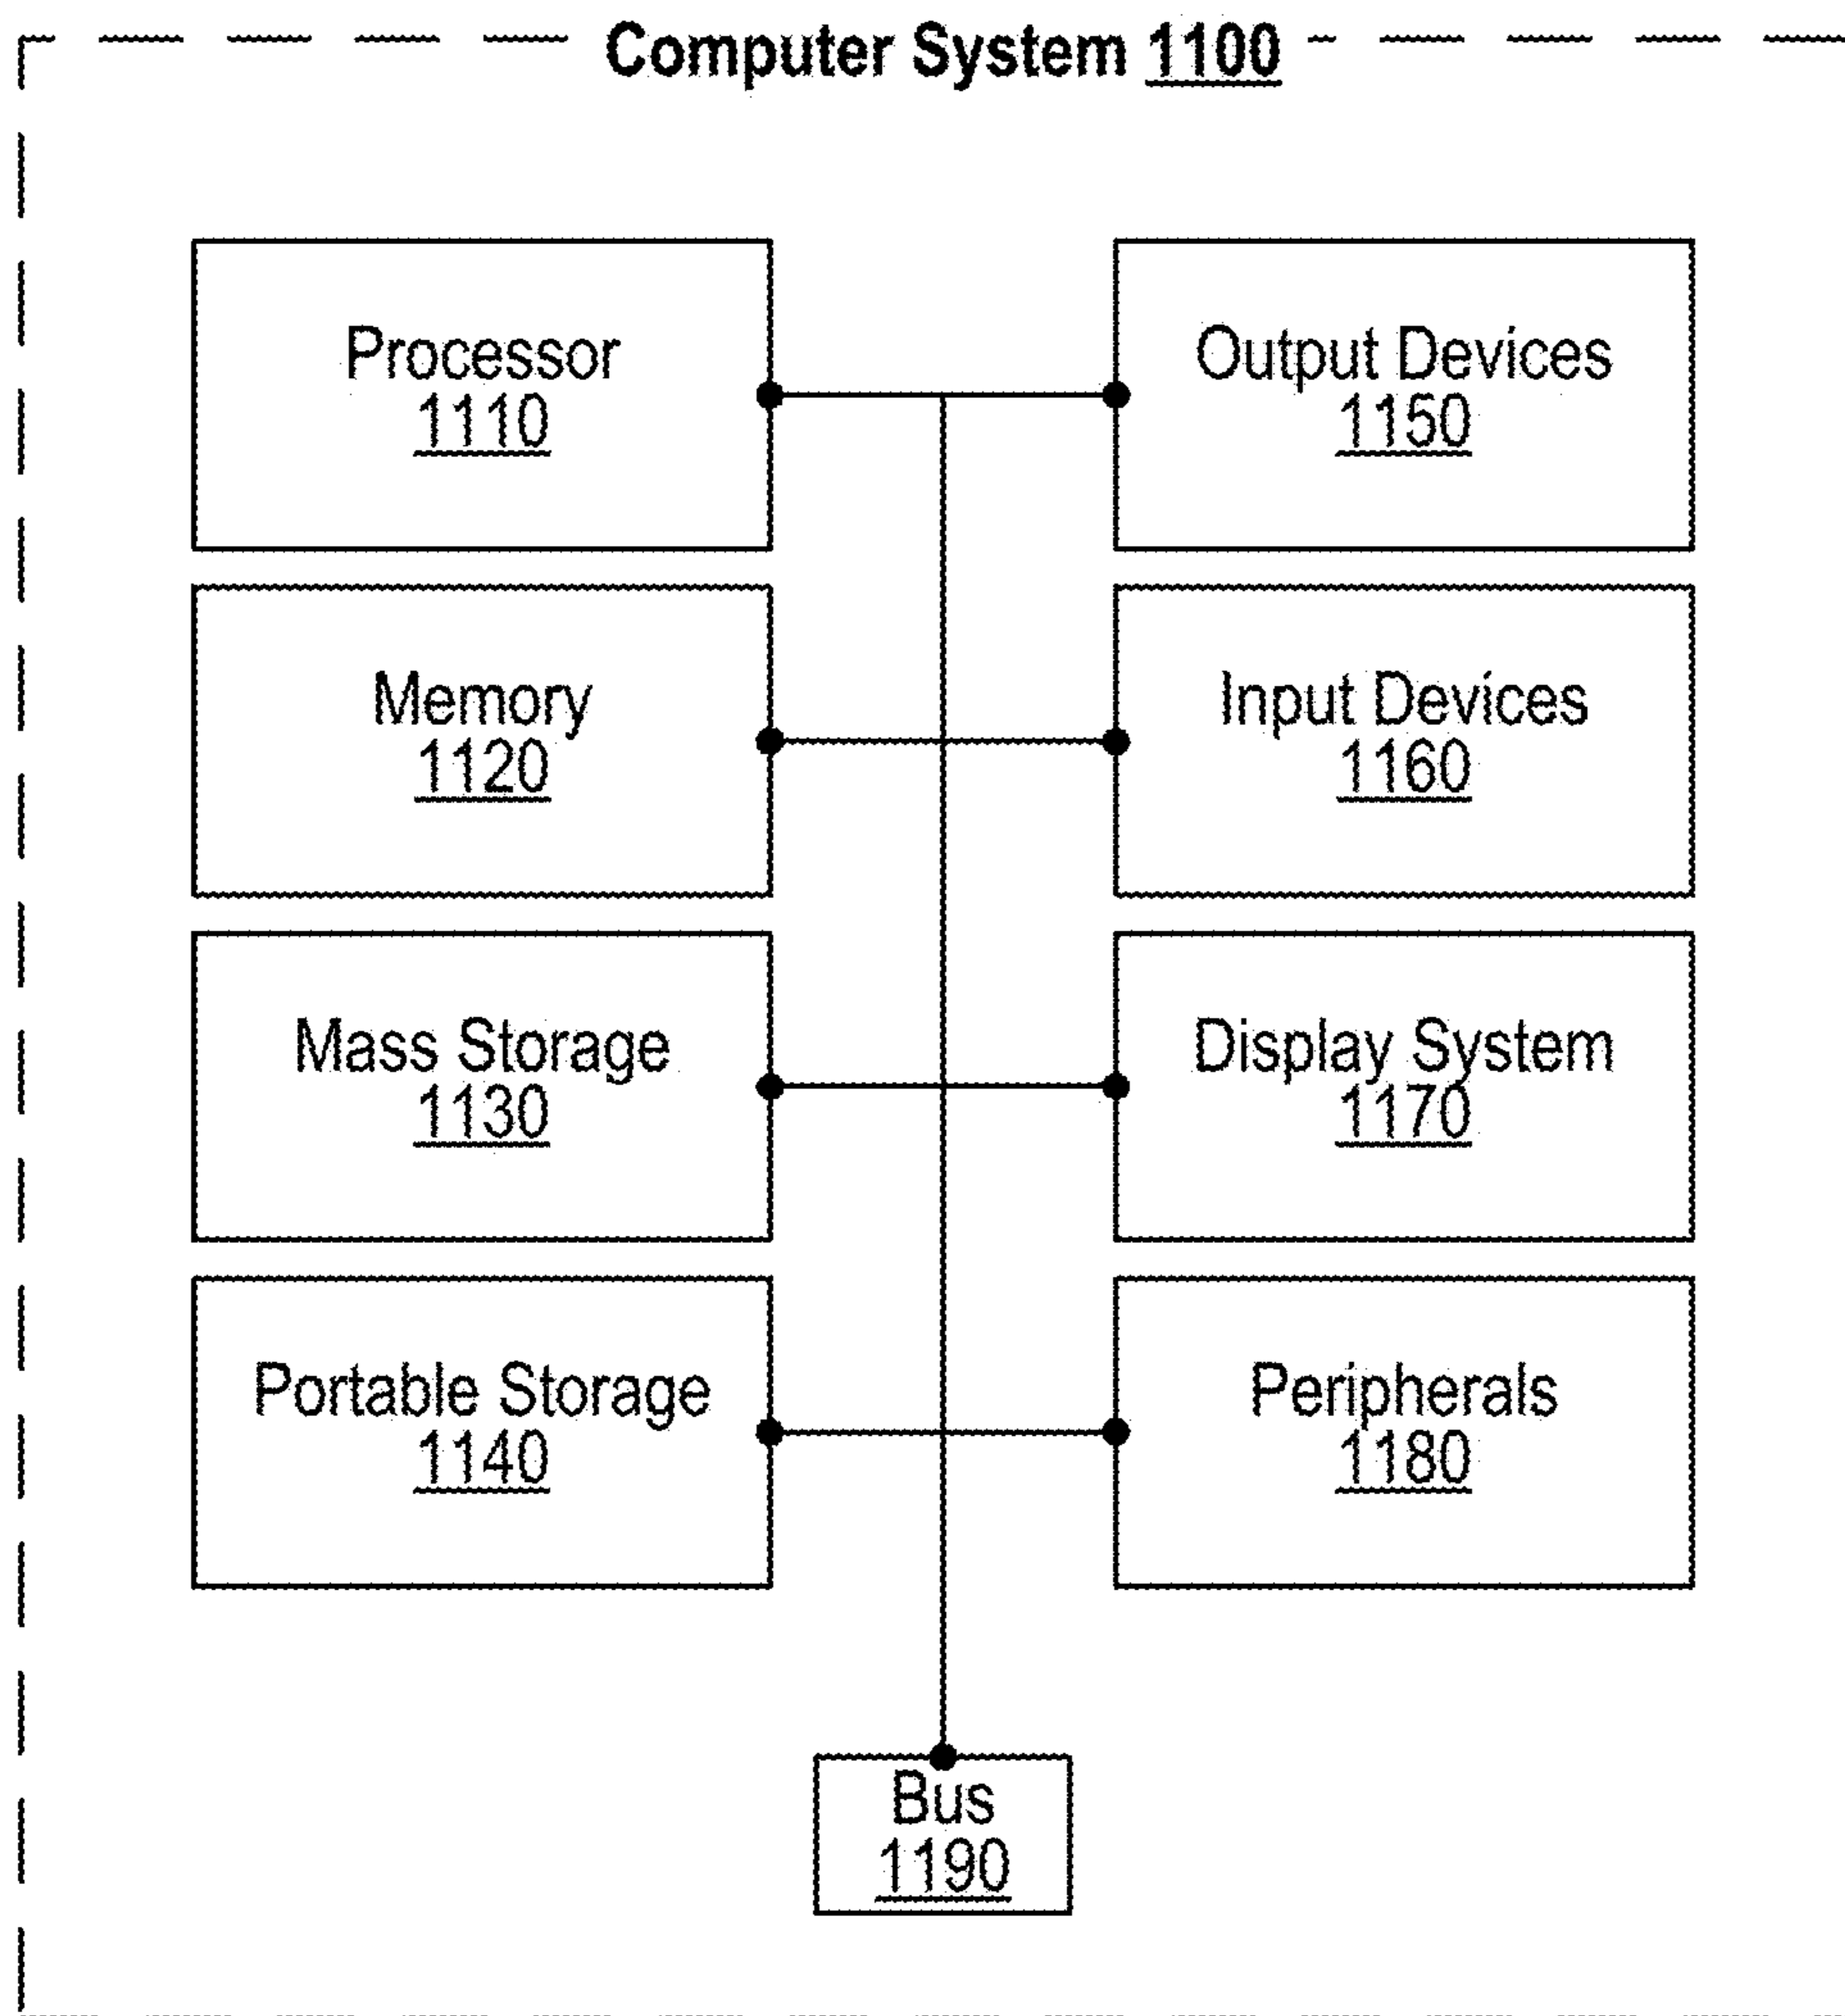 Computer System 1100
Processor
1110
Output Devices
1150
Memory
1120
Input Devices
1160
Mass Storage
1130
Display System
1170
Portable Storage
1140
Peripherals
1180
Bus
1190